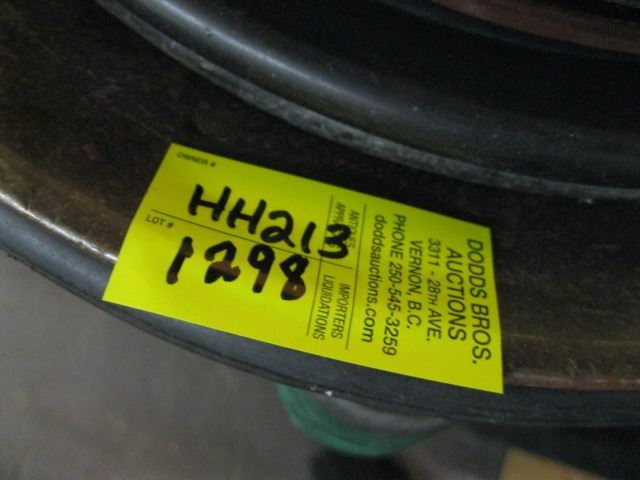 OWNER #
HH213
LOT #
1298
ANTIQUES
IMPORTERS
LIQUIDATIONS
DODDS BROS.
AUCTIONS
3311 - 28TH AVE.
VERNON, B.C.
PHONE 250-545-3259
doddsauctions.com